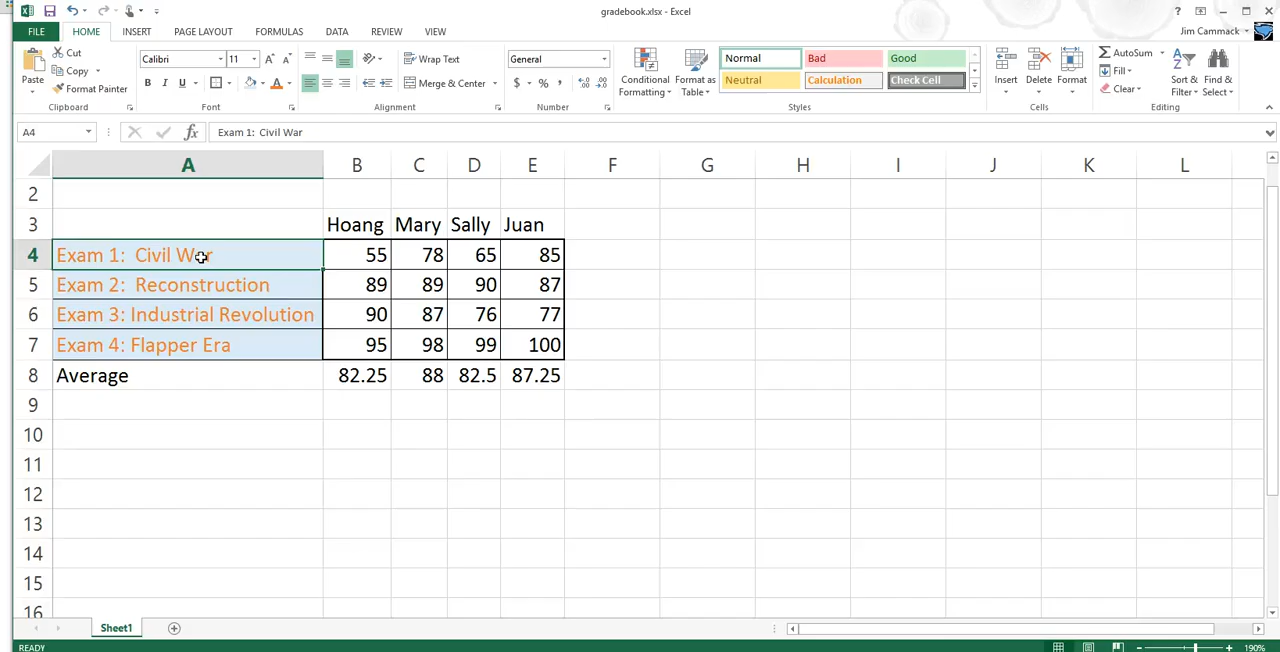 gradebook.xlsx - Excel
FILE HOME INSERT PAGE LAYOUT FORMULAS DATA REVIEW VIEW Jim Cammack
Paste Cut Copy Format Painter
Clipboard
Calibri 11
B I U A
Font
Wrap Text
Merge & Center
Alignment
General
$ % ,
Number
Conditional Formatting Format as Table
Normal Bad Good
Neutral Calculation Check Cell
Styles
Insert Delete Format
Cells
AutoSum
Fill
Clear
Sort & Filter Find & Select
Editing
A4 fx Exam 1: Civil War
A B C D E F G H I J K L
2
3 Hoang Mary Sally Juan
4 Exam 1: Civil War 55 78 65 85
5 Exam 2: Reconstruction 89 89 90 87
6 Exam 3: Industrial Revolution 90 87 76 77
7 Exam 4: Flapper Era 95 98 99 100
8 Average 82.25 88 82.5 87.25
9
10
11
12
13
14
15
16
Sheet1
READY 190%